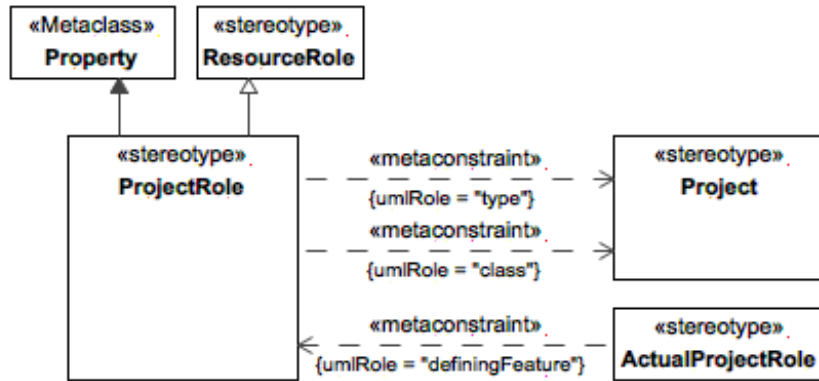 «Metaclass»
Property
«stereotype»
ResourceRole
«stereotype»
ProjectRole
«metaconstraint»
{umlRole = "type"}
«metaconstraint»
{umlRole = "class"}
«stereotype»
Project
«metaconstraint»
{umlRole = "definingFeature"}
«stereotype»
ActualProjectRole